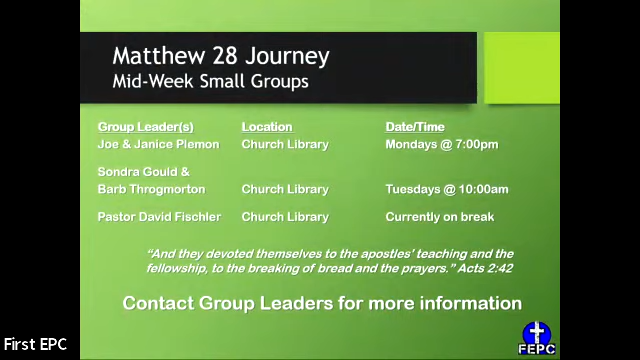 Matthew 28 Journey
Mid-Week Small Groups
Group Leader(s) Location Date/Time
Joe & Janice Plemon Church Library Mondays @ 7:00pm
Sondra Gould &
Barb Throgmorton Church Library Tuesdays @ 10:00am
Pastor David Fischler Church Library Currently on break
“And they devoted themselves to the apostles’ teaching and the
fellowship, to the breaking of bread and the prayers.” Acts 2:42
Contact Group Leaders for more information
First EPC
FEPC